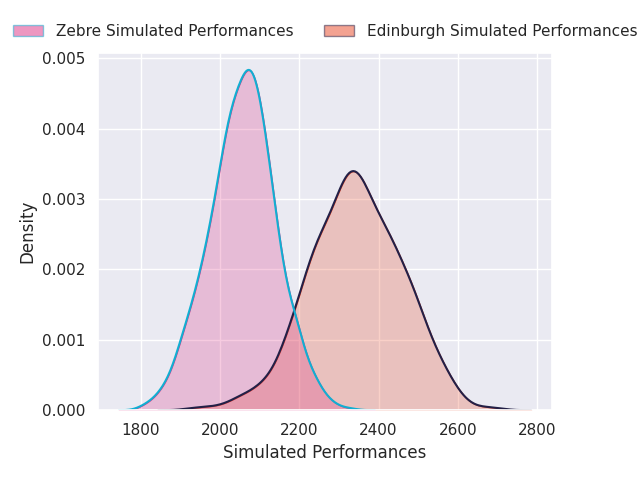 Zebre Simulated Performances Edinburgh Simulated Performances
0.005
0.004
0.003
0.002
0.001
0.000
Density
1800 2000 2200 2400 2600 2800
Simulated Performances